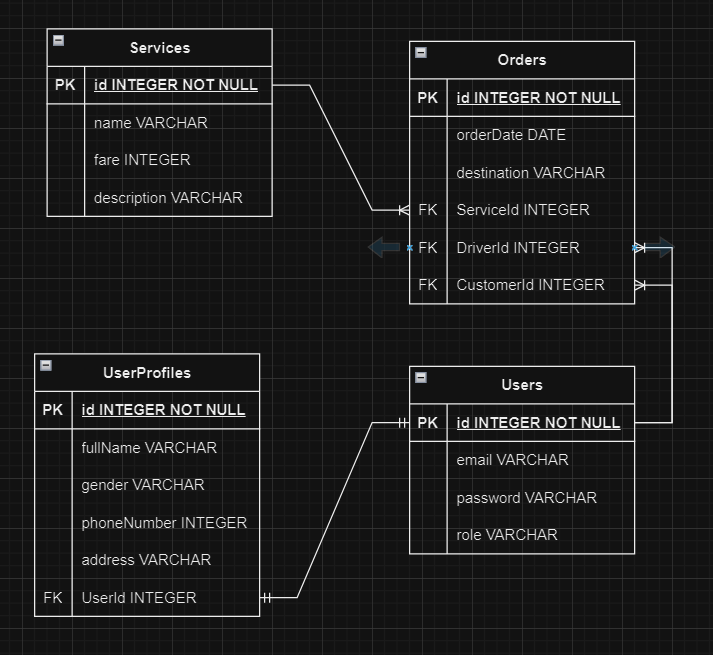 Services
PK id INTEGER NOT NULL
name VARCHAR
fare INTEGER
description VARCHAR
Orders
PK id INTEGER NOT NULL
orderDate DATE
destination VARCHAR
FK ServiceId INTEGER
FK DriverId INTEGER
FK CustomerId INTEGER
UserProfiles
PK id INTEGER NOT NULL
fullName VARCHAR
gender VARCHAR
phoneNumber INTEGER
address VARCHAR
FK UserId INTEGER
Users
PK id INTEGER NOT NULL
email VARCHAR
password VARCHAR
role VARCHAR